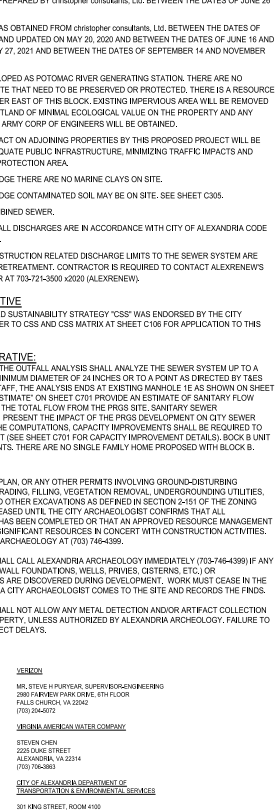 PREPARED BY christopher consultants, Ltd. BETWEEN THE DATES OF JUNE 26
AS OBTAINED FROM christopher consultants, Ltd. BETWEEN THE DATES OF
AND UPDATED ON MAY 20, 2020 AND BETWEEN THE DATES OF JUNE 16 AND
Y 27, 2021 AND BETWEEN THE DATES OF SEPTEMBER 14 AND NOVEMBER
LOPED AS POTOMAC RIVER GENERATING STATION. THERE ARE NO
ITE THAT NEED TO BE PRESERVED OR PROTECTED. THERE IS A RESOURCE
ER EAST OF THIS BLOCK. EXISTING IMPERVIOUS AREA WILL BE REMOVED
TLAND OF MINIMAL ECOLOGICAL VALUE ON THE PROPERTY AND ANY
ARMY CORP OF ENGINEERS WILL BE OBTAINED.
ACT ON ADJOINING PROPERTIES BY THIS PROPOSED PROJECT WILL BE
QUATE PUBLIC INFRASTRUCTURE, MINIMIZING TRAFFIC IMPACTS AND
PROTECTION AREA.
DGE THERE ARE NO MARINE CLAYS ON SITE.
DGE CONTAMINATED SOIL MAY BE ON SITE. SEE SHEET C305.
BINED SEWER.
ALL DISCHARGES ARE IN ACCORDANCE WITH CITY OF ALEXANDRIA CODE
.
STRUCTION RELATED DISCHARGE LIMITS TO THE SEWER SYSTEM ARE
RETREATMENT. CONTRACTOR IS REQUIRED TO CONTACT ALEXRENEW'S
R AT 703-721-3500 x2020 (ALEXRENEW).
TIVE
D SUSTAINABILITY STRATEGY "CSS" WAS ENDORSED BY THE CITY
ER TO CSS AND CSS MATRIX AT SHEET C106 FOR APPLICATION TO THIS
RATIVE:
THE OUTFALL ANALYSIS SHALL ANALYZE THE SEWER SYSTEM UP TO A
INIMUM DIAMETER OF 24 INCHES OR TO A POINT AS DIRECTED BY T&ES
TAFF, THE ANALYSIS ENDS AT EXISTING MANHOLE 1E AS SHOWN ON SHEET
ESTIMATE" ON SHEET C701 PROVIDE AN ESTIMATE OF SANITARY FLOW
THE TOTAL FLOW FROM THE PRGS SITE. SANITARY SEWER
PRESENT THE IMPACT OF THE PRGS DEVELOPMENT ON CITY SEWER
HE COMPUTATIONS, CAPACITY IMPROVEMENTS SHALL BE REQUIRED TO
T (SEE SHEET C701 FOR CAPACITY IMPROVEMENT DETAILS). BOCK B UNIT
NTS. THERE ARE NO SINGLE FAMILY HOME PROPOSED WITH BLOCK B.
PLAN, OR ANY OTHER PERMITS INVOLVING GROUND-DISTURBING
RADING, FILLING, VEGETATION REMOVAL, UNDERGROUNDING UTILITIES,
D OTHER EXCAVATIONS AS DEFINED IN SECTION 2-151 OF THE ZONING
EASED UNTIL THE CITY ARCHAEOLOGIST CONFIRMS THAT ALL
HAS BEEN COMPLETED OR THAT AN APPROVED RESOURCE MANAGEMENT
SIGNIFICANT RESOURCES IN CONCERT WITH CONSTRUCTION ACTIVITIES.
ARCHAEOLOGY AT (703) 746-4399.
HALL CALL ALEXANDRIA ARCHAEOLOGY IMMEDIATELY (703-746-4399) IF ANY
WALL FOUNDATIONS, WELLS, PRIVIES, CISTERNS, ETC.) OR
S ARE DISCOVERED DURING DEVELOPMENT. WORK MUST CEASE IN THE
A CITY ARCHAEOLOGIST COMES TO THE SITE AND RECORDS THE FINDS.
HALL NOT ALLOW ANY METAL DETECTION AND/OR ARTIFACT COLLECTION
PERTY, UNLESS AUTHORIZED BY ALEXANDRIA ARCHEOLOGY. FAILURE TO
ECT DELAYS.
VERIZON
MR. STEVE H PURYEAR, SUPERVISOR-ENGINEERING
2980 FAIRVIEW PARK DRIVE, 6TH FLOOR
FALLS CHURCH, VA 22042
(703) 204-5072
VIRGINIA AMERICAN WATER COMPANY
STEVEN CHEN
2225 DUKE STREET
ALEXANDRIA, VA 22314
(703) 706-3863
CITY OF ALEXANDRIA DEPARTMENT OF
TRANSPORTATION & ENVIRONMENTAL SERVICES
301 KING STREET, ROOM 4100